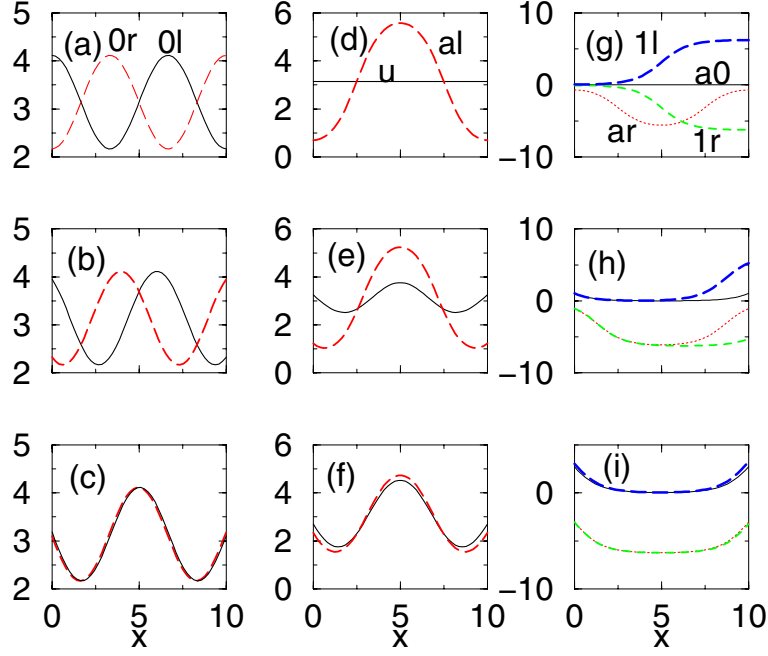 6 10
5 (a) 0r 0l (d) al (g) 1l
4 4 u 0 a0
3 2 ar 1r
2 0 −10
5 6 10
(b) (e) (h)
4 4
3 2 0
2 0 −10
5 6
(c) (f) (i)
4 4 0
3 2
2 0 −10
0 5 10 0 5 10 0 5 10
x x x